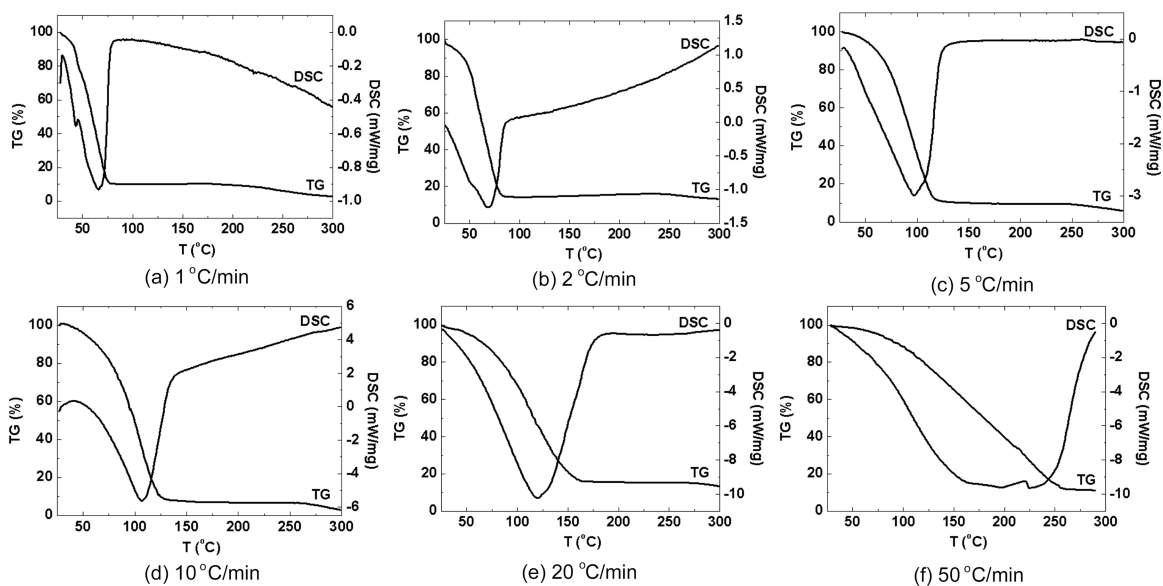 100
80
60
40
20
0
TG (%)
0.0
-0.2
-0.4
-0.6
-0.8
-1.0
DSC (mW/mg)
DSC
TG
50 100 150 200 250 300
T (°C)
(a) 1 °C/min
100
80
60
40
20
0
TG (%)
1.5
1.0
0.5
0.0
-0.5
-1.0
-1.5
DSC (mW/mg)
DSC
TG
50 100 150 200 250 300
T (°C)
(b) 2 °C/min
100
80
60
40
20
0
TG (%)
0
-1
-2
-3
DSC (mW/mg)
DSC
TG
50 100 150 200 250 300
T (°C)
(c) 5 °C/min
100
80
60
40
20
0
TG (%)
6
4
2
0
-2
-4
-6
DSC (mW/mg)
DSC
TG
50 100 150 200 250 300
T (°C)
(d) 10 °C/min
100
80
60
40
20
0
TG (%)
0
-2
-4
-6
-8
-10
DSC (mW/mg)
DSC
TG
50 100 150 200 250 300
T (°C)
(e) 20 °C/min
100
80
60
40
20
0
TG (%)
0
-2
-4
-6
-8
-10
DSC (mW/mg)
DSC
TG
50 100 150 200 250 300
T (°C)
(f) 50 °C/min